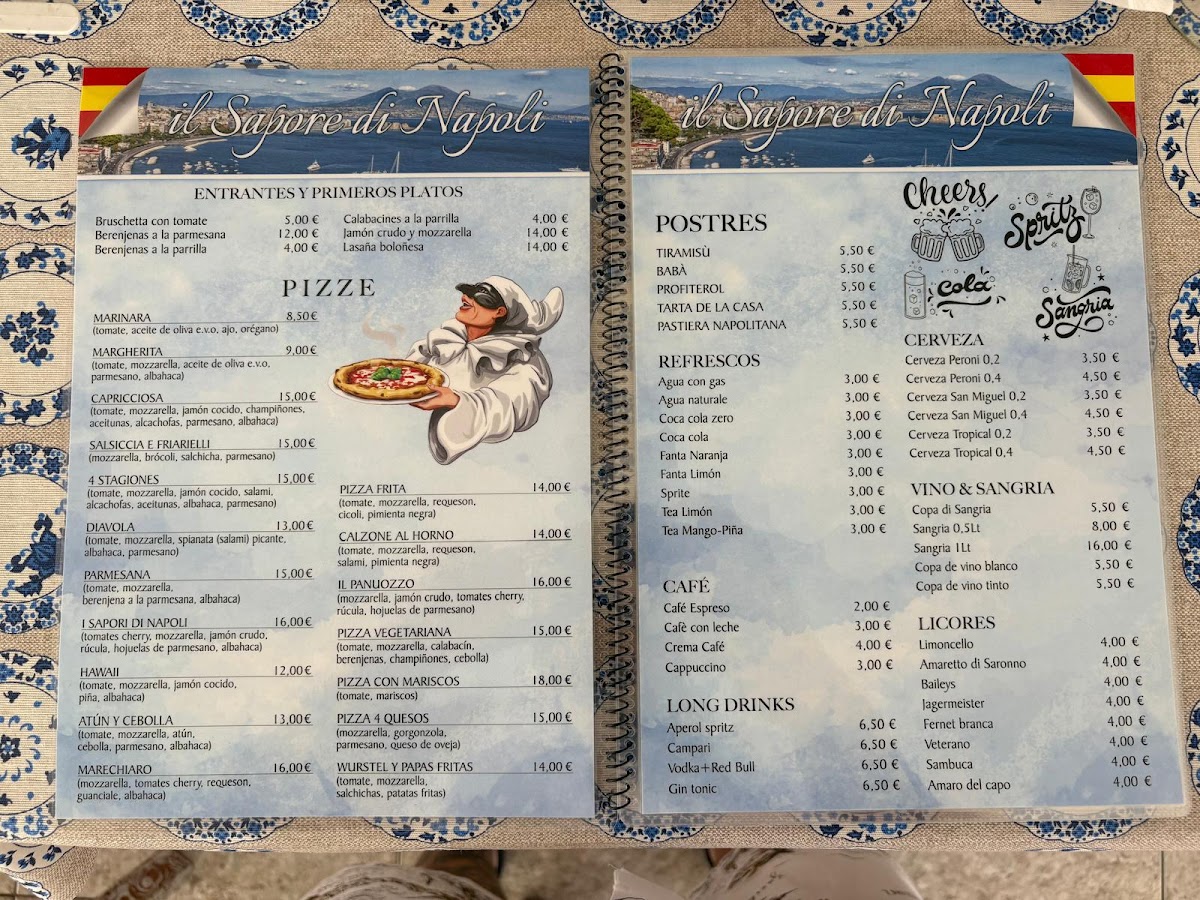 il Sapore di Napoli
ENTRANTES Y PRIMEROS PLATOS
Bruschetta con tomate 5,00 €
Berenjenas a la parmesana 12,00 €
Berenjenas a la parrilla 4,00 €
Calabacines a la parrilla 4,00 €
Jamón crudo y mozzarella 14,00 €
Lasaña boloñesa 14,00 €
PIZZE
MARINARA 8,50€
(tomate, aceite de oliva e.v.o, ajo, orégano)
MARGHERITA 9,00€
(tomate, mozzarella, aceite de oliva e.v.o.
parmesano, albahaca)
CAPRICCIOSA 15,00€
(tomate, mozzarella, jamón cocido, champiñones,
aceitunas, alcachofas, parmesano, albahaca)
SALSICCIA E FRIARIELLI 15,00€
(mozzarella, brócoli, salchicha, parmesano)
4 STAGIONES 15,00€
(tomate, mozzarella, jamón cocido, salami,
alcachofas, aceitunas, albahaca, parmesano)
DIAVOLA 13,00€
(tomate, mozzarella, spianata (salami) picante,
albahaca, parmesano)
PARMESANA 15,00€
(tomate, mozzarella,
berenjena a la parmesana, albahaca)
I SAPORI DI NAPOLI 16,00€
(tomates cherry, mozzarella, jamón crudo,
rúcula, hojuelas de parmesano, albahaca)
HAWAII 12,00€
(tomate, mozzarella, jamón cocido,
piña, albahaca)
ATÚN Y CEBOLLA 13,00€
(tomate, mozzarella, atún,
cebolla, parmesano, albahaca)
MARECHIARO 16,00€
(mozzarella, tomates cherry, requeson,
guanciale, albahaca)
PIZZA FRITA 14,00€
(tomate, mozzarella, requeson,
cicoli, pimienta negra)
CALZONE AL HORNO 14,00€
(tomate, mozzarella, requeson,
salami, pimienta negra)
IL PANUOZZO 16,00€
(mozzarella, jamón crudo, tomates cherry,
rúcula, hojuelas de parmesano)
PIZZA VEGETARIANA 15,00€
(tomate, mozzarella, calabacín,
berenjenas, champiñones, cebolla)
PIZZA CON MARISCOS 18,00€
(tomate, mariscos)
PIZZA 4 QUESOS 15,00€
(mozzarella, gorgonzola,
parmesano, queso de oveja)
WURSTEL Y PAPAS FRITAS 14,00€
(tomate, mozzarella,
salchichas, patatas fritas)
il Sapore di Napoli
Cheers!
Spritz
cola
Sangria
POSTRES
TIRAMISÙ 5,50 €
BABÀ 5,50 €
PROFITEROL 5,50 €
TARTA DE LA CASA 5,50 €
PASTIERA NAPOLITANA 5,50 €
REFRESCOS
Agua con gas 3,00 €
Agua naturale 3,00 €
Coca cola zero 3,00 €
Coca cola 3,00 €
Fanta Naranja 3,00 €
Fanta Limón 3,00 €
Sprite 3,00 €
Tea Limón 3,00 €
Tea Mango-Piña 3,00 €
CAFÉ
Café Espreso 2,00 €
Cafè con leche 3,00 €
Crema Café 4,00 €
Cappuccino 3,00 €
LONG DRINKS
Aperol spritz 6,50 €
Campari 6,50 €
Vodka+Red Bull 6,50 €
Gin tonic 6,50 €
CERVEZA
Cerveza Peroni 0,2 3,50 €
Cerveza Peroni 0,4 4,50 €
Cerveza San Miguel 0,2 3,50 €
Cerveza San Miguel 0,4 4,50 €
Cerveza Tropical 0,2 3,50 €
Cerveza Tropical 0,4 4,50 €
VINO & SANGRIA
Copa di Sangria 5,50 €
Sangria 0,5Lt 8,00 €
Sangria 1Lt 16,00 €
Copa de vino blanco 5,50 €
Copa de vino tinto 5,50 €
LICORES
Limoncello 4,00 €
Amaretto di Saronno 4,00 €
Baileys 4,00 €
Jagermeister 4,00 €
Fernet branca 4,00 €
Veterano 4,00 €
Sambuca 4,00 €
Amaro del capo 4,00 €